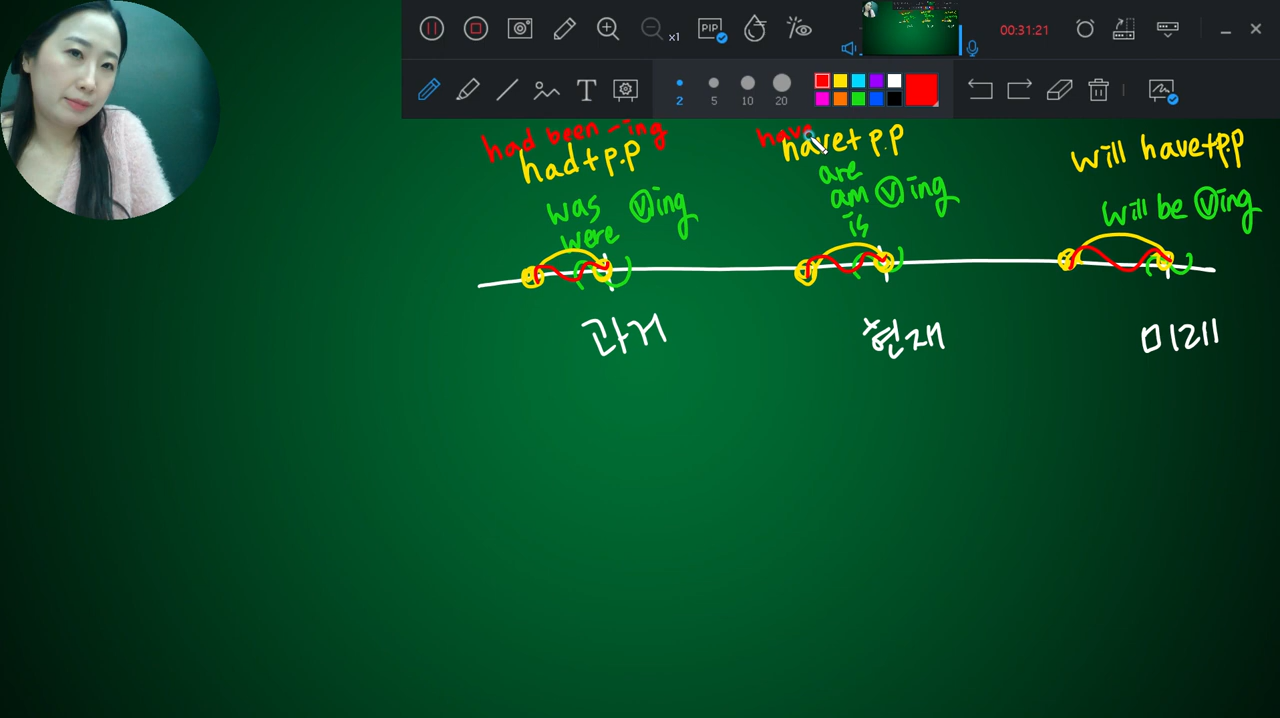 PIP
x1
00:31:21
T
2 5 10 20
had been -ing
had+p.p
was ⓥing
were
have
have+ p.p
are
am ⓥing
is
will have+p.p
will be ⓥing
과거
현재
미래